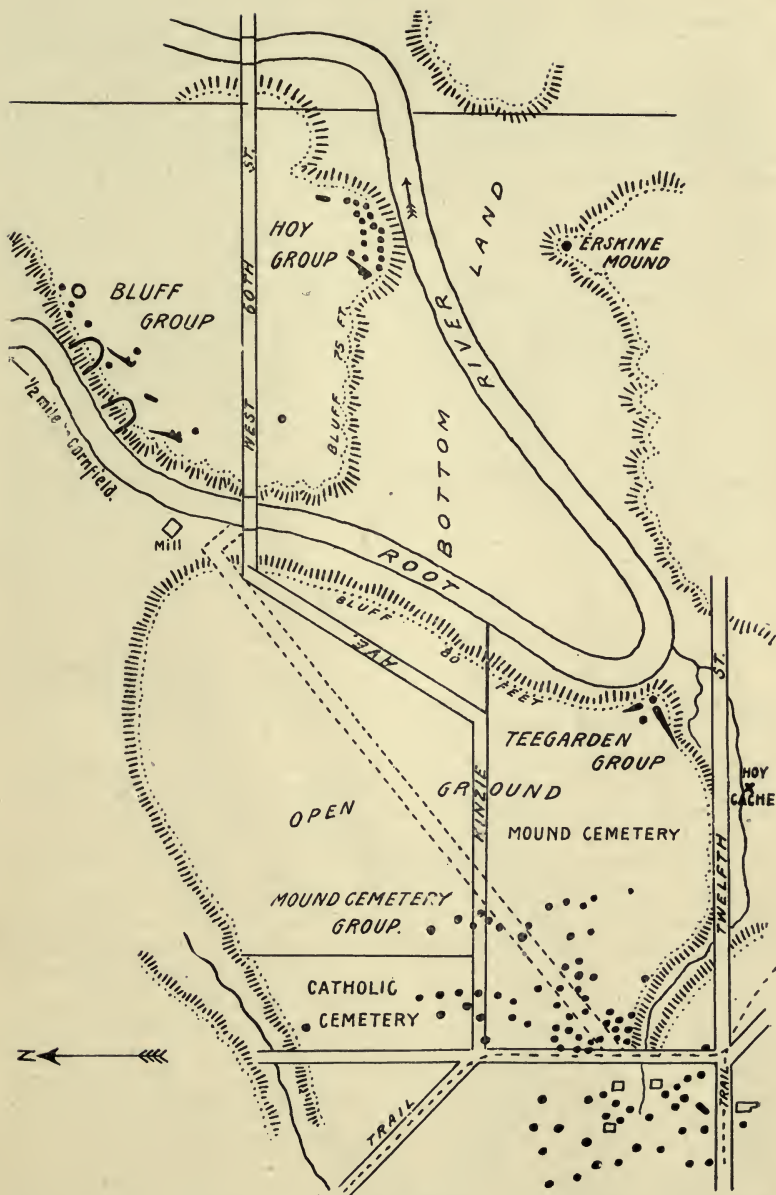 HOY
GROUP
BLUFF
GROUP
ERSKINE
MOUND
WEST 60TH ST.
BLUFF 75 FT.
ROOT RIVER
BOTTOM LAND
1/2 mile
Cornfield.
Mill
AVE.
BLUFF 80 FEET
TEEGARDEN
GROUP
HOY
CACHE
OPEN GROUND
KINZIE
MOUND CEMETERY
TWELFTH ST.
MOUND CEMETERY
GROUP.
CATHOLIC
CEMETERY
N
TRAIL
TRAIL